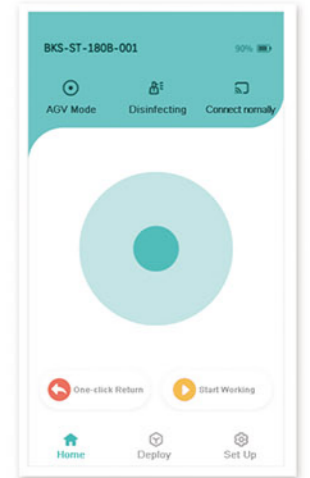 BKS-ST-180B-001 90%
AGV Mode Disinfecting Connect normally
One-click Return Start Working
Home Deploy Set Up